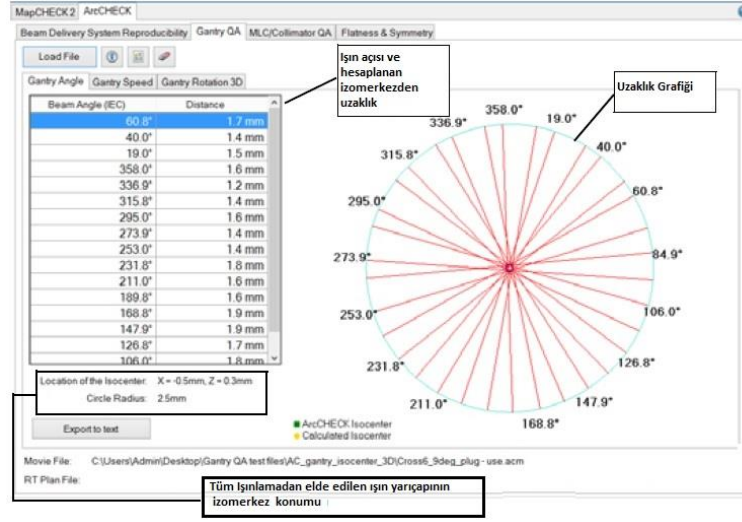 MapCHECK 2 ArcCHECK
Beam Delivery System Reproducibility Gantry QA MLC/Collimator QA Flatness & Symmetry
Load File
Gantry Angle Gantry Speed Gantry Rotation 3D
Beam Angle (IEC) Distance
60.8° 1.7 mm
40.0° 1.4 mm
19.0° 1.5 mm
358.0° 1.6 mm
336.9° 1.2 mm
315.8° 1.4 mm
295.0° 1.6 mm
273.9° 1.4 mm
253.0° 1.4 mm
231.8° 1.8 mm
211.0° 1.6 mm
189.8° 1.6 mm
168.8° 1.9 mm
147.9° 1.9 mm
126.8° 1.7 mm
106.0° 1.8 mm
Işın açısı ve
hesaplanan
izomerkezden
uzaklık
Uzaklık Grafiği
358.0°
19.0°
336.9°
40.0°
315.8°
60.8°
295.0°
84.9°
273.9°
106.0°
253.0°
126.8°
231.8°
147.9°
211.0°
168.8°
Location of the Isocenter: X = -0.5mm, Z = 0.3mm
Circle Radius: 2.5mm
Export to text
ArcCHECK Isocenter
Calculated Isocenter
Movie File: C:\Users\Admin\Desktop\Gantry QA test files\AC_gantry_isocenter_3D\Cross6_9deg_plug - use.acm
RT Plan File:
Tüm Işınlamadan elde edilen ışın yarıçapının
izomerkez konumu